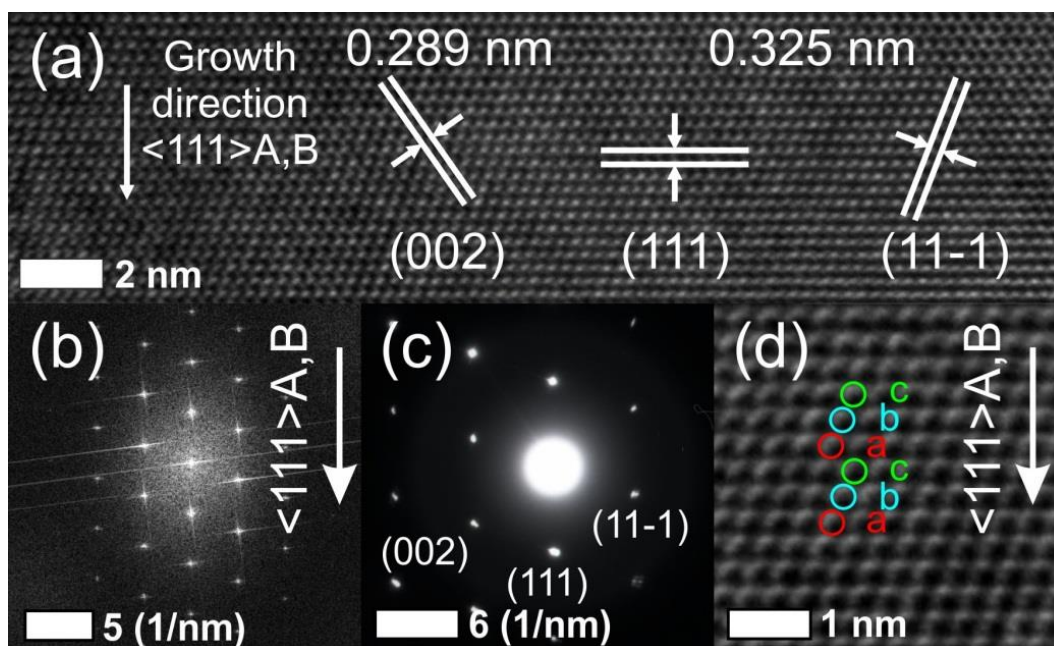 (a)
Growth
direction
<111>A,B
0.289 nm
0.325 nm
(002)
(111)
(11-1)
2 nm
(b)
<111>A,B
5 (1/nm)
(c)
(002)
(111)
(11-1)
6 (1/nm)
(d)
c
b
a
c
b
a
<111>A,B
1 nm